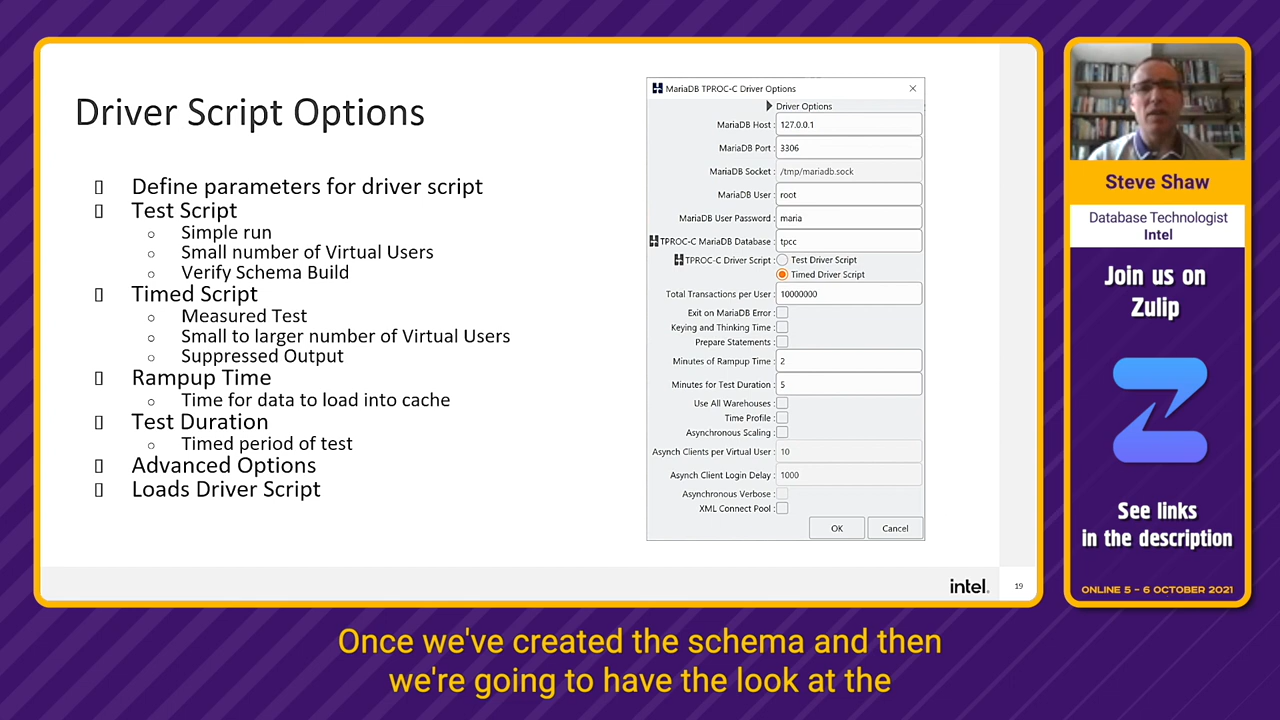 Driver Script Options
Define parameters for driver script
Test Script
Simple run
Small number of Virtual Users
Verify Schema Build
Timed Script
Measured Test
Small to larger number of Virtual Users
Suppressed Output
Rampup Time
Time for data to load into cache
Test Duration
Timed period of test
Advanced Options
Loads Driver Script
MariaDB TPROC-C Driver Options
Driver Options
MariaDB Host : 127.0.0.1
MariaDB Port : 3306
MariaDB Socket : /tmp/mariadb.sock
MariaDB User : root
MariaDB User Password : maria
TPROC-C MariaDB Database : tpcc
TPROC-C Driver Script : Test Driver Script
Timed Driver Script
Total Transactions per User : 10000000
Exit on MariaDB Error :
Keying and Thinking Time :
Prepare Statements :
Minutes of Rampup Time : 2
Minutes for Test Duration : 5
Use All Warehouses :
Time Profile :
Asynchronous Scaling :
Asynch Clients per Virtual User : 10
Asynch Client Login Delay : 1000
Asynchronous Verbose :
XML Connect Pool :
OK Cancel
intel. 19
Steve Shaw
Database Technologist
Intel
Join us on
Zulip
See links
in the description
ONLINE 5 - 6 OCTOBER 2021
Once we've created the schema and then
we're going to have the look at the